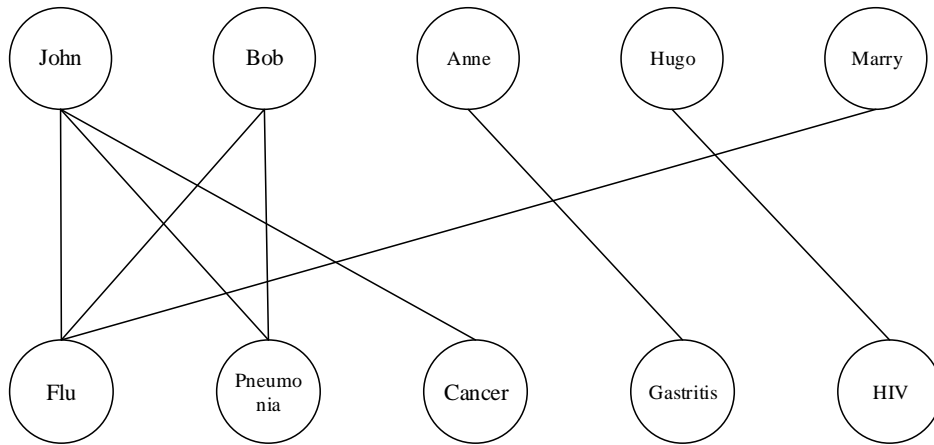 John
Bob
Anne
Hugo
Marry
Flu
Pneumo
nia
Cancer
Gastritis
HIV